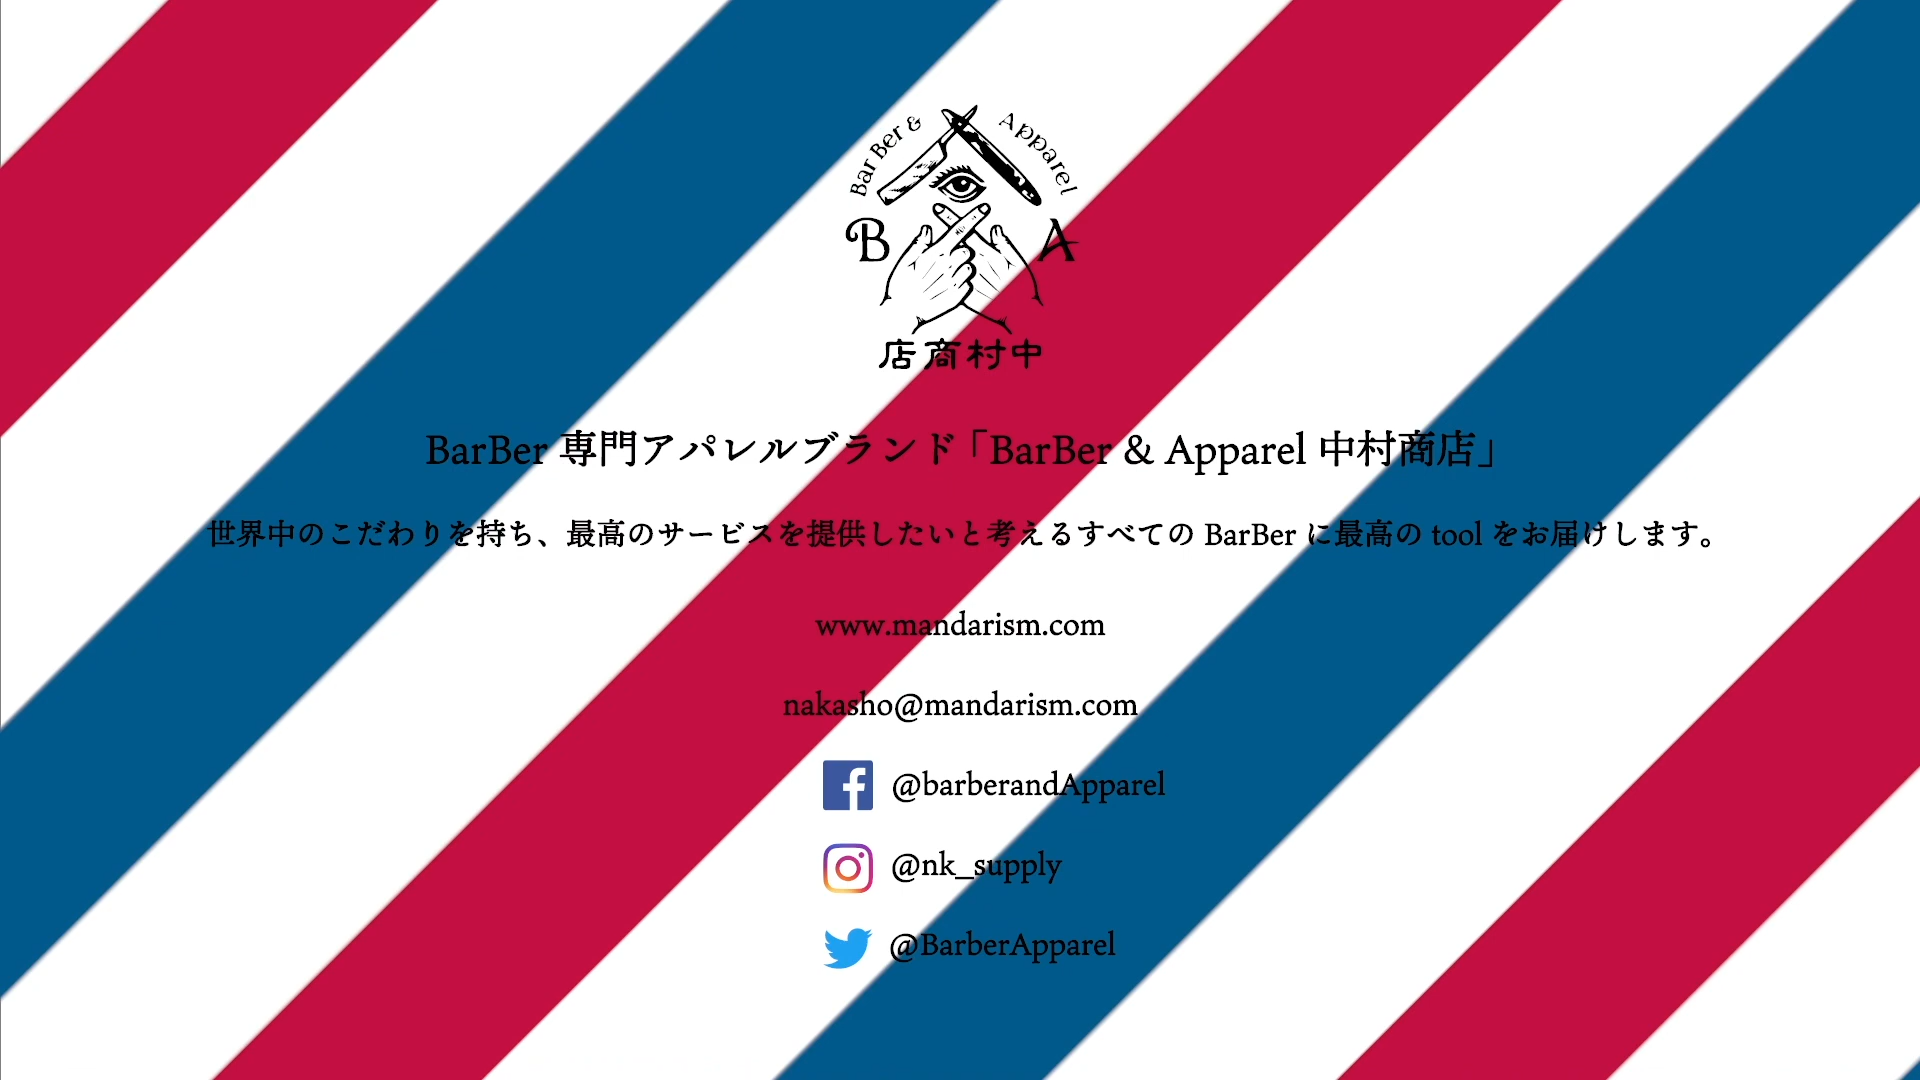 BarBer & Apparel
B A
店商村中
BarBer 専門アパレルブランド「BarBer & Apparel 中村商店」
世界中のこだわりを持ち、最高のサービスを提供したいと考えるすべての BarBer に最高の tool をお届けします。
www.mandarism.com
nakasho@mandarism.com
@barberandApparel
@nk_supply
@BarberApparel